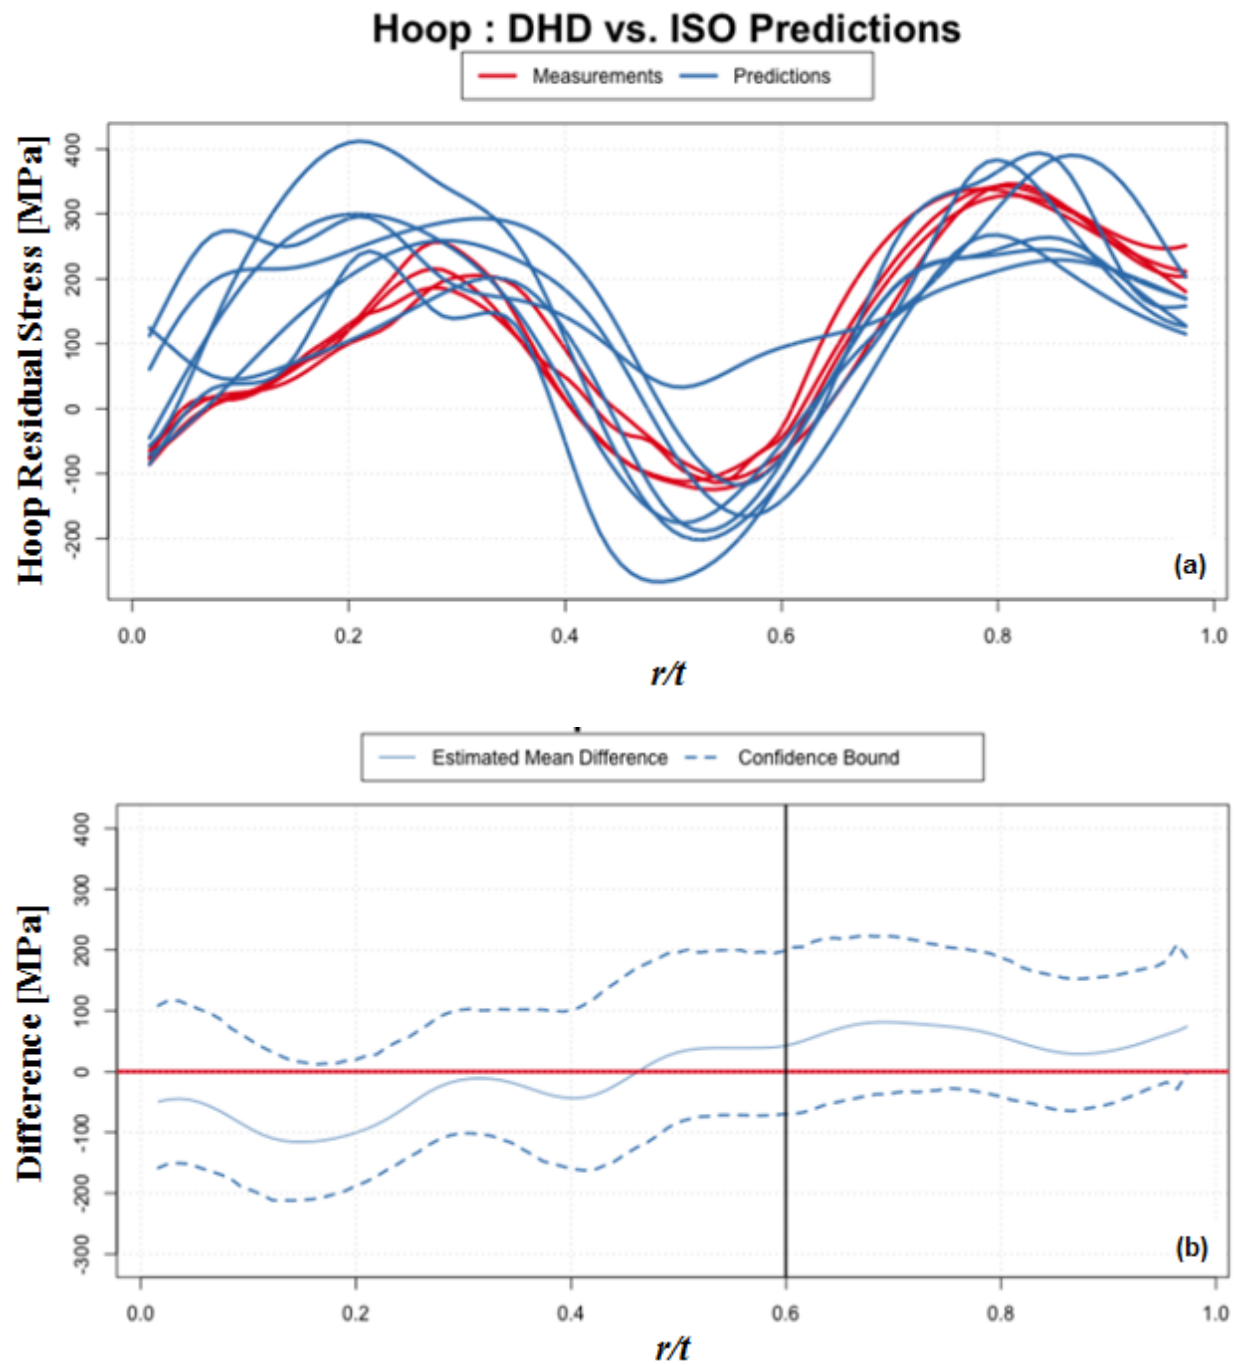 Hoop : DHD vs. ISO Predictions
Measurements Predictions
Hoop Residual Stress [MPa]
400
300
200
100
0
-100
-200
(a)
0.0 0.2 0.4 0.6 0.8 1.0
r/t
Estimated Mean Difference Confidence Bound
Difference [MPa]
400
300
200
100
0
-100
-200
-300
(b)
0.0 0.2 0.4 0.6 0.8 1.0
r/t